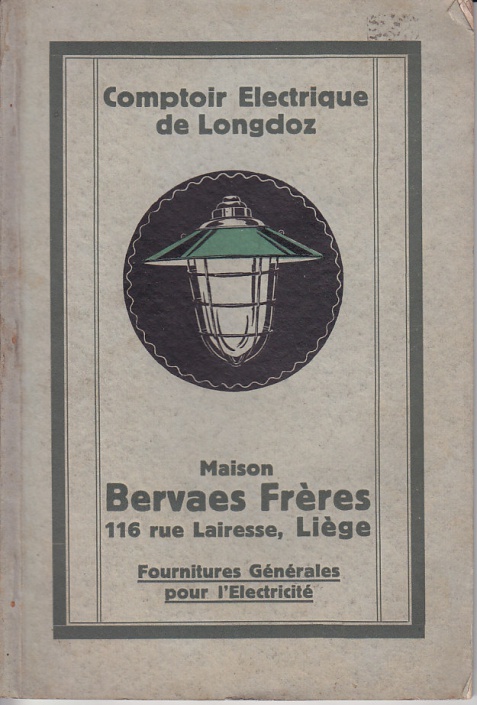 Comptoir Electrique
de Longdoz
Maison
Bervaes Frères
116 rue Lairesse, Liège
Fournitures Générales
pour l'Electricité